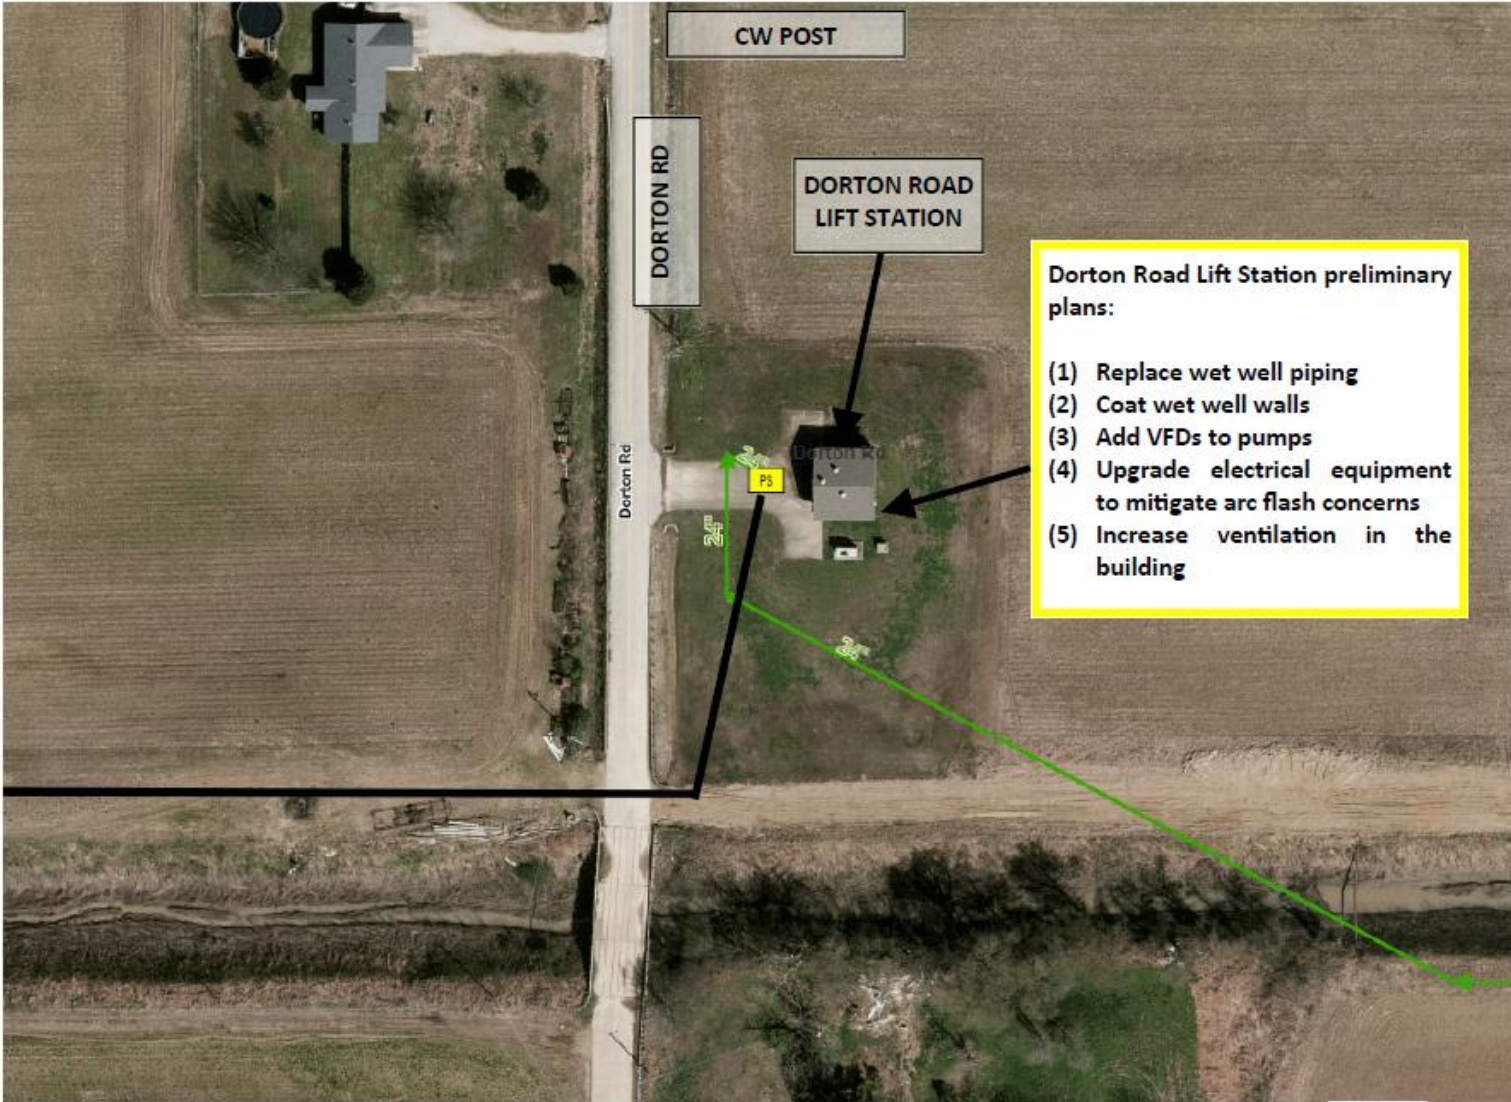 CW POST
DORTON RD
DORTON ROAD
LIFT STATION
Dorton Road Lift Station preliminary
plans:
(1) Replace wet well piping
(2) Coat wet well walls
(3) Add VFDs to pumps
(4) Upgrade electrical equipment
to mitigate arc flash concerns
(5) Increase ventilation in the
building
Dorton Rd
Dorton Rd
24"
PS
24"
24"